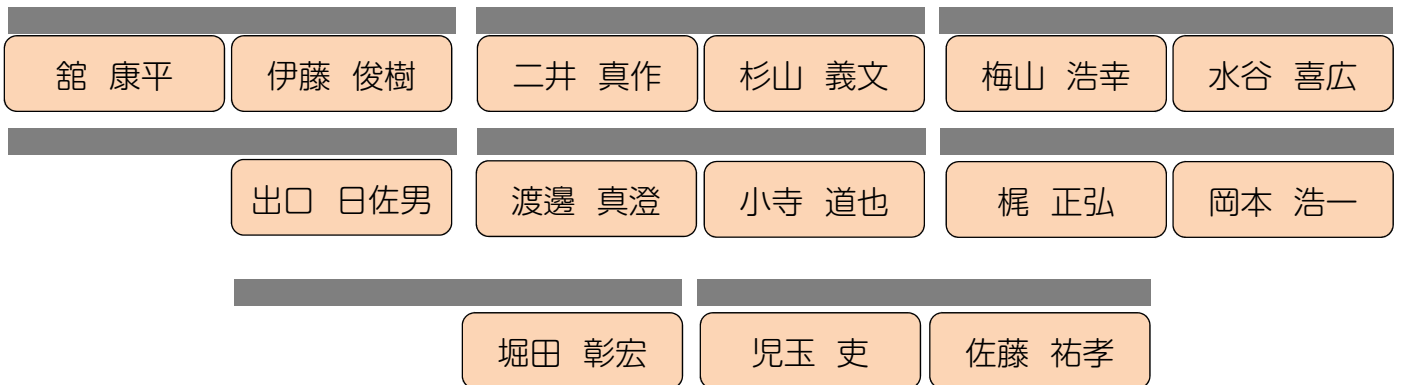 舘 康平 伊藤 俊樹 二井 真作 杉山 義文 梅山 浩幸 水谷 喜広
出口 日佐男 渡邊 真澄 小寺 道也 梶 正弘 岡本 浩一
堀田 彰宏 児玉 吏 佐藤 祐孝